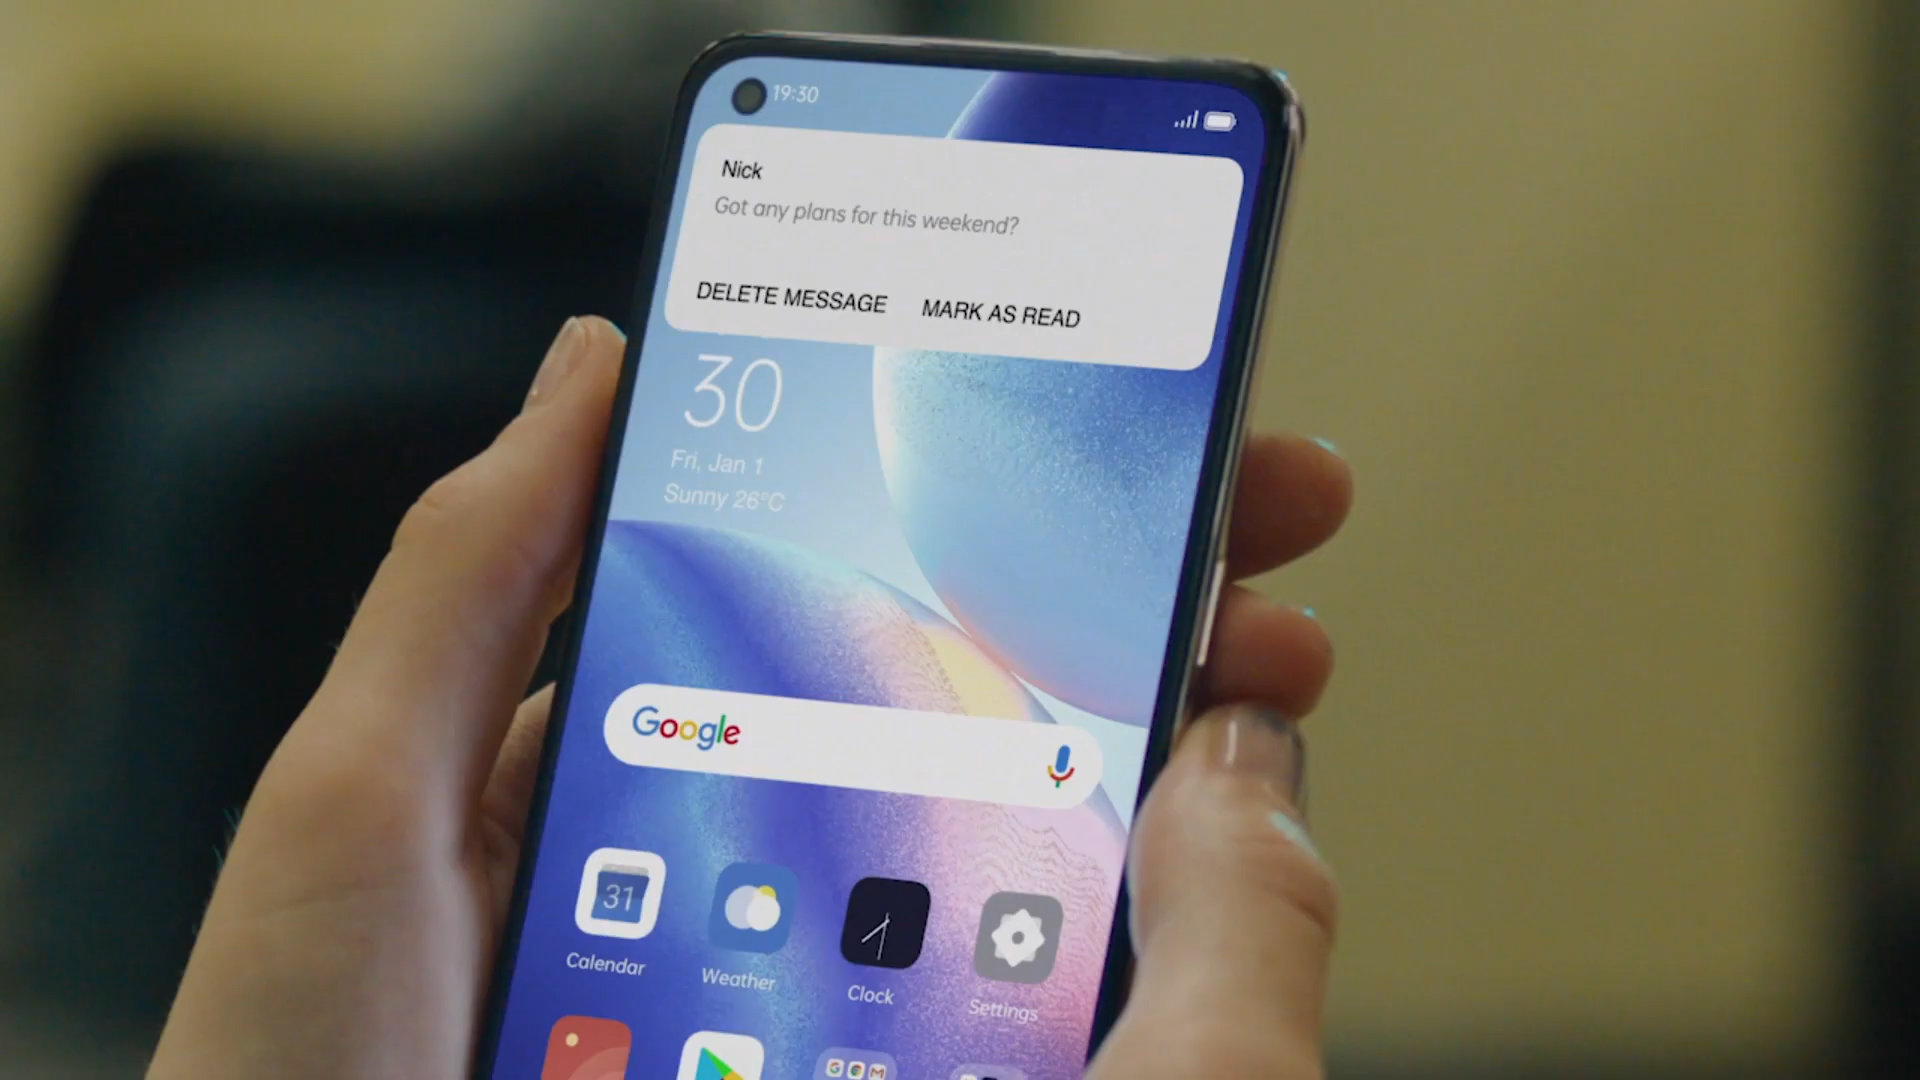 19:30
Nick
Got any plans for this weekend?
DELETE MESSAGE MARK AS READ
30
Fri, Jan 1
Sunny 26°C
Google
31
Calendar Weather Clock Settings
G M